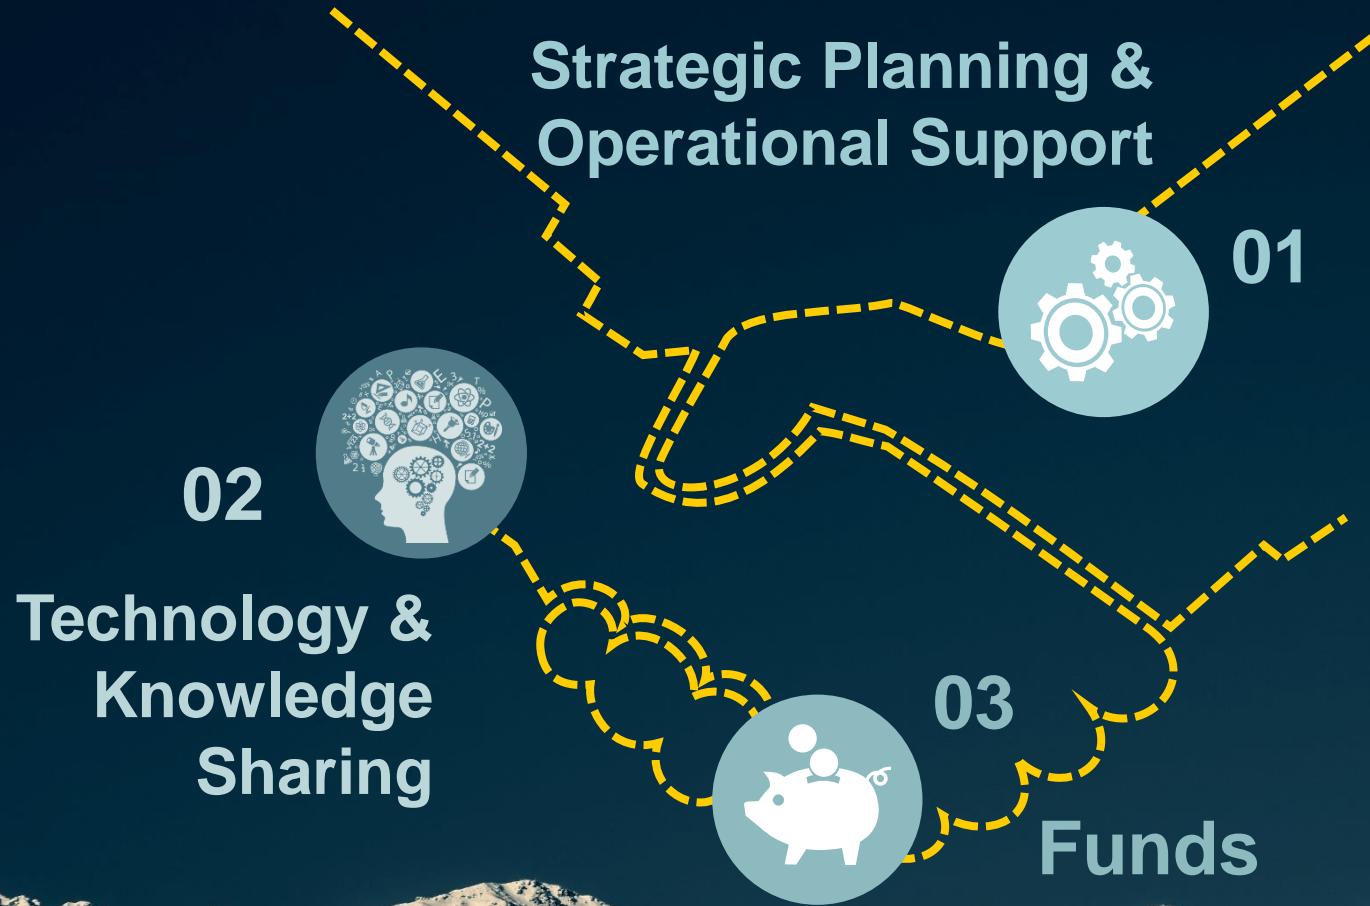 Strategic Planning &
Operational Support
01
02
Technology &
Knowledge
Sharing
03
Funds